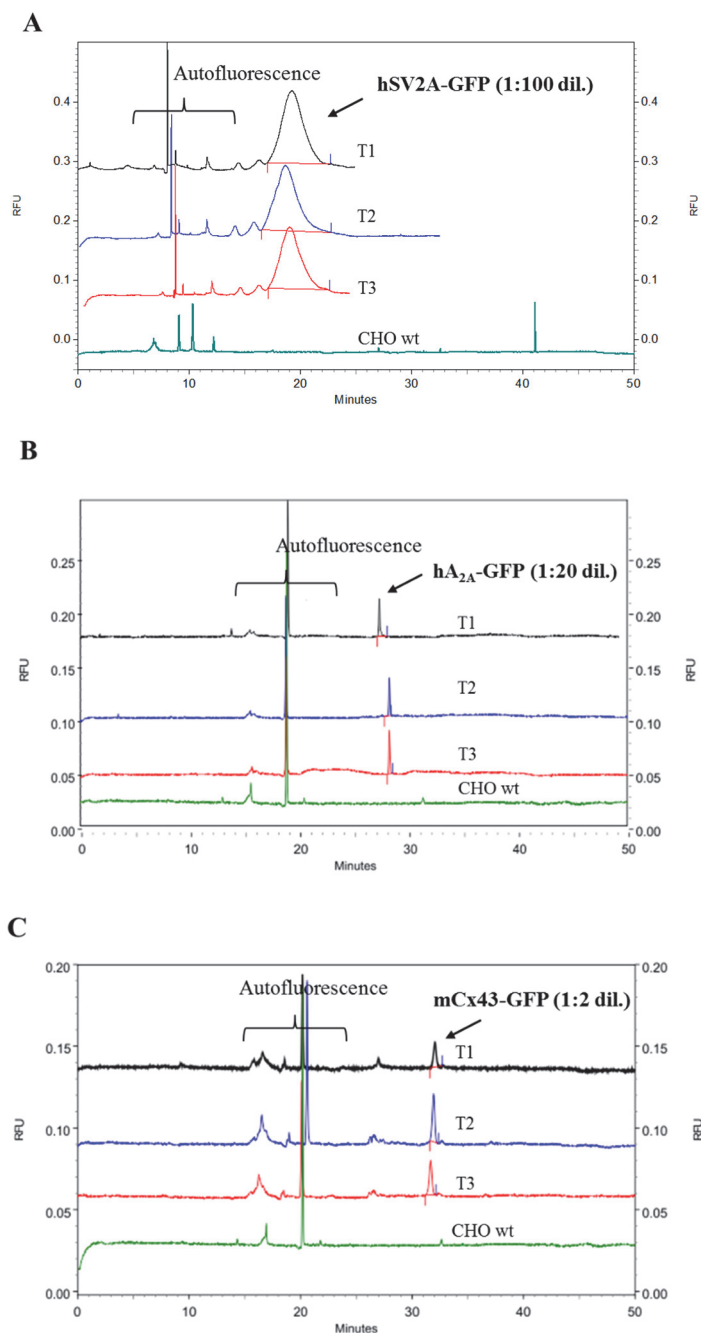 A
Autofluorescence
hSV2A-GFP (1:100 dil.)
0.4
0.4
0.3
0.3
T1
RFU
RFU
0.2
0.2
T2
0.1
0.1
T3
0.0
CHO wt
0.0
0
10
20
30
40
50
Minutes
B
0.25
0.25
Autofluorescence
hA2A-GFP (1:20 dil.)
0.20
0.20
T1
RFU
RFU
0.15
0.15
T2
0.10
0.10
T3
0.05
0.05
CHO wt
0.00
0.00
0
10
20
30
40
50
Minutes
C
0.20
0.20
Autofluorescence
mCx43-GFP (1:2 dil.)
T1
0.15
0.15
T2
RFU
RFU
0.10
0.10
T3
0.05
0.05
CHO wt
0.00
0.00
0
10
20
30
40
50
Minutes